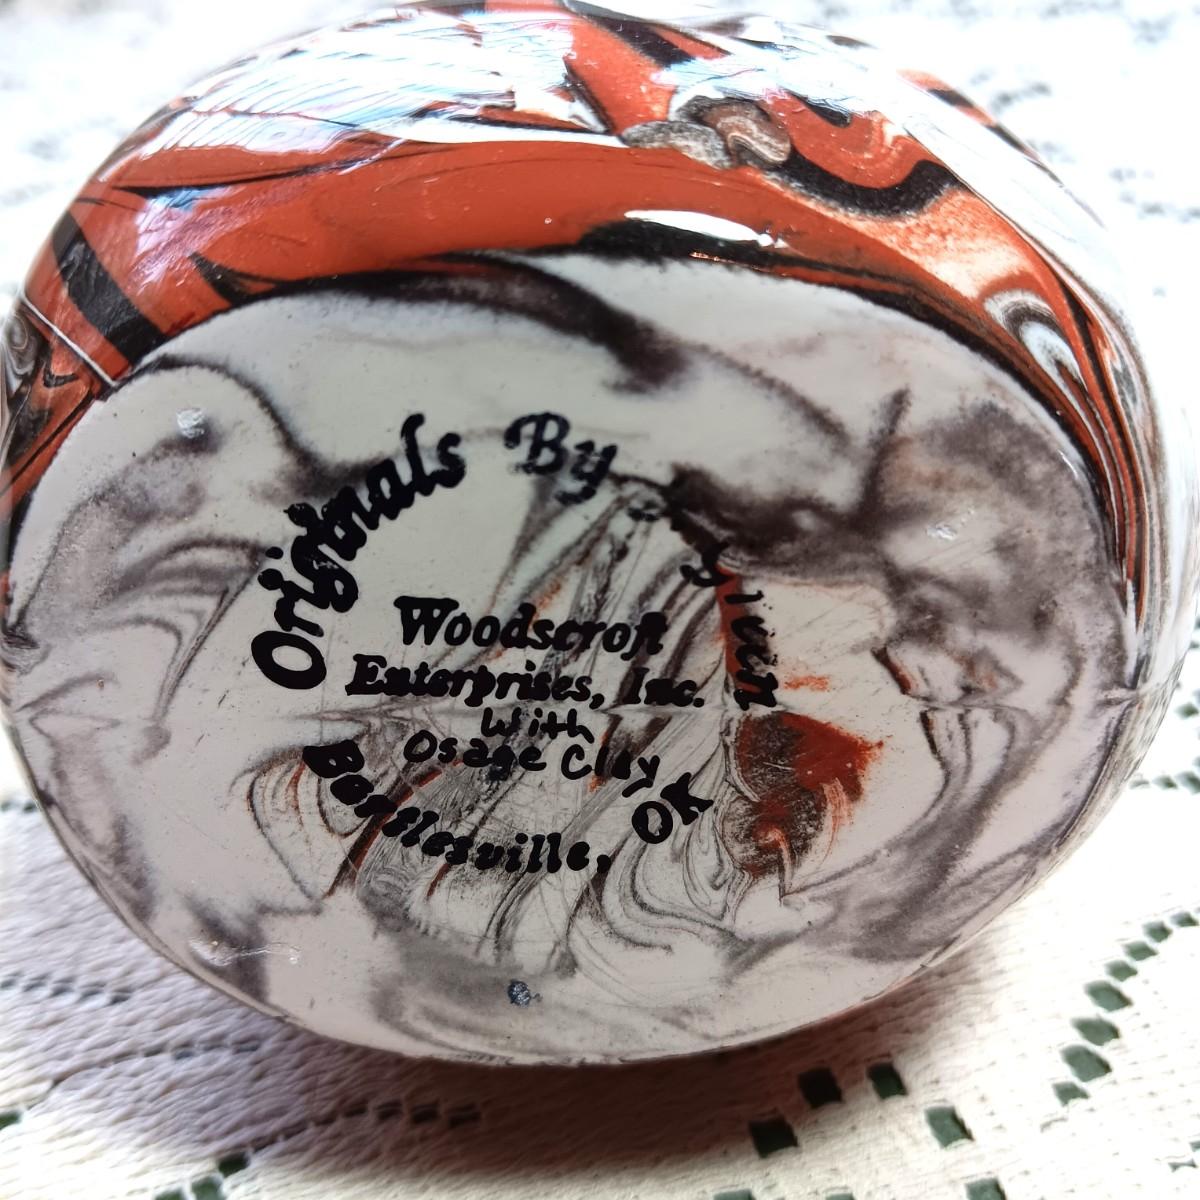 Originals By
Woodscroft
Enterprises, Inc.
With
Osage Clay
Bartlesville, OK